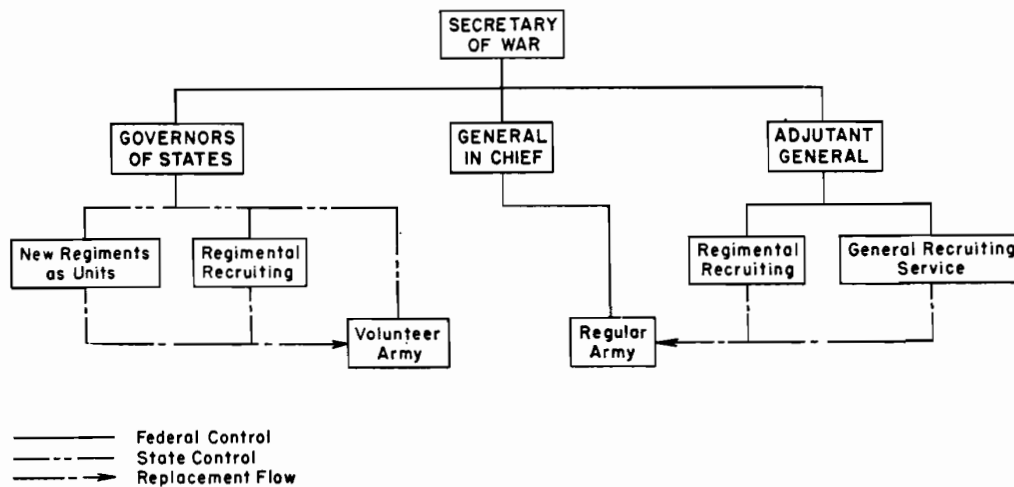 SECRETARY
OF WAR
GOVERNORS
OF STATES
GENERAL
IN CHIEF
ADJUTANT
GENERAL
New Regiments
as Units
Regimental
Recruiting
Regimental
Recruiting
General Recruiting
Service
Volunteer
Army
Regular
Army
Federal Control
State Control
Replacement Flow